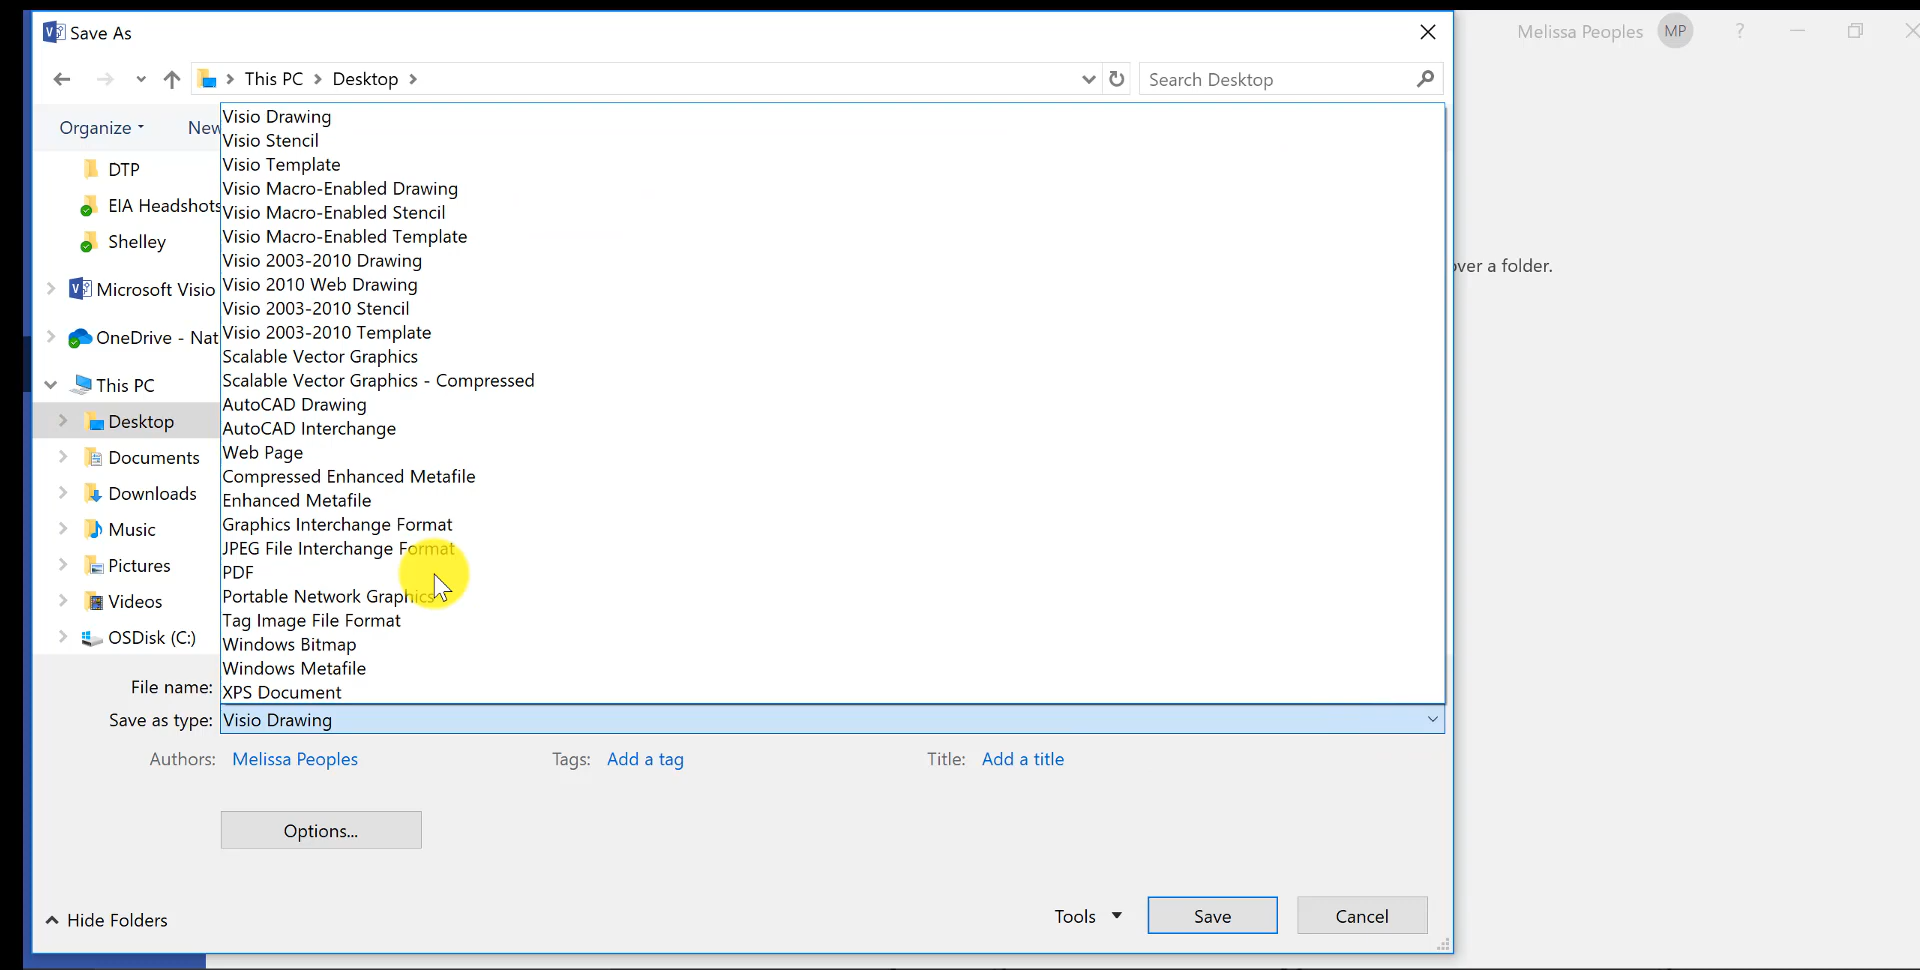 Save As
Melissa Peoples MP ?
This PC > Desktop >
Search Desktop
Organize
New
DTP
EIA Headshots
Shelley
Microsoft Visio
OneDrive - Nat
This PC
Desktop
Documents
Downloads
Music
Pictures
Videos
OSDisk (C:)
Visio Drawing
Visio Stencil
Visio Template
Visio Macro-Enabled Drawing
Visio Macro-Enabled Stencil
Visio Macro-Enabled Template
Visio 2003-2010 Drawing
Visio 2010 Web Drawing
Visio 2003-2010 Stencil
Visio 2003-2010 Template
Scalable Vector Graphics
Scalable Vector Graphics - Compressed
AutoCAD Drawing
AutoCAD Interchange
Web Page
Compressed Enhanced Metafile
Enhanced Metafile
Graphics Interchange Format
JPEG File Interchange Format
PDF
Portable Network Graphics
Tag Image File Format
Windows Bitmap
Windows Metafile
XPS Document
over a folder.
File name:
Save as type: Visio Drawing
Authors: Melissa Peoples Tags: Add a tag Title: Add a title
Options...
Hide Folders
Tools Save Cancel